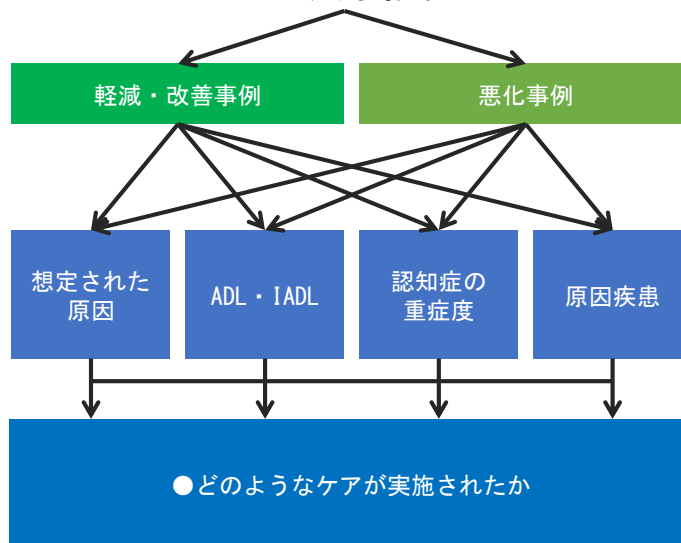 軽減・改善事例
悪化事例
想定された
原因
ADL・IADL
認知症の
重症度
原因疾患
●どのようなケアが実施されたか